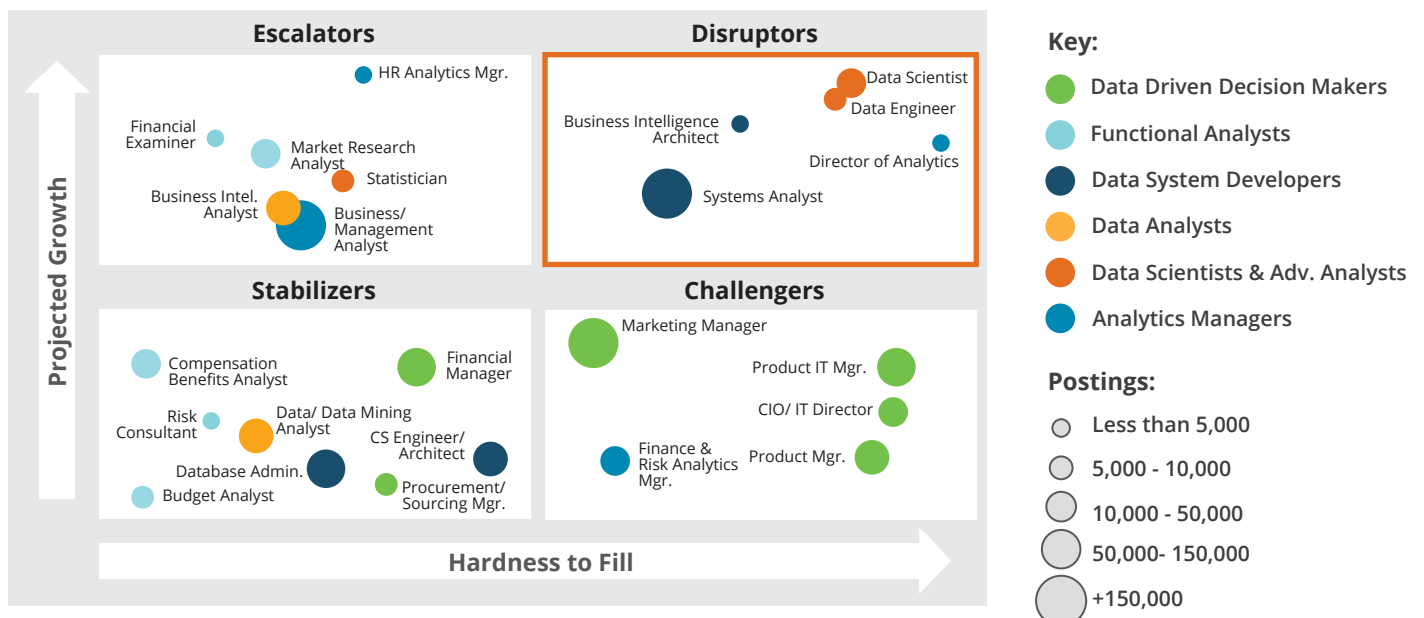 Escalators
HR Analytics Mgr.
Financial
Examiner
Market Research
Analyst
Statistician
Business Intel.
Analyst
Business/
Management
Analyst
Disruptors
Data Scientist
Data Engineer
Business Intelligence
Architect
Director of Analytics
Systems Analyst
Stabilizers
Compensation
Benefits Analyst
Financial
Manager
Risk
Consultant
Data/ Data Mining
Analyst
CS Engineer/
Architect
Database Admin.
Budget Analyst
Procurement/
Sourcing Mgr.
Challengers
Marketing Manager
Product IT Mgr.
CIO/ IT Director
Finance &
Risk Analytics
Mgr.
Product Mgr.
Projected Growth
Hardness to Fill
Key:
Data Driven Decision Makers
Functional Analysts
Data System Developers
Data Analysts
Data Scientists & Adv. Analysts
Analytics Managers
Postings:
Less than 5,000
5,000 - 10,000
10,000 - 50,000
50,000- 150,000
+150,000